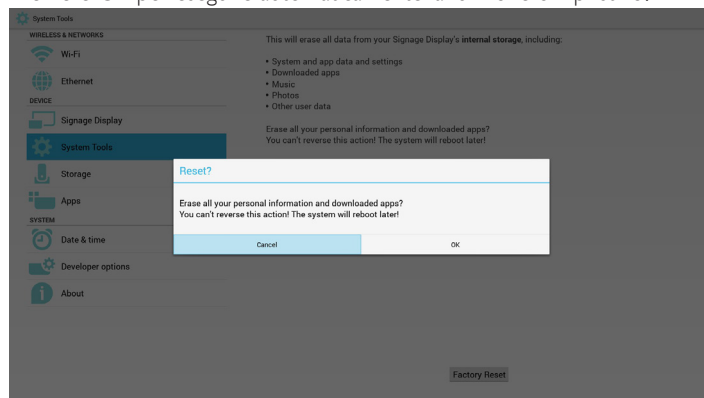 System Tools
WIRELESS & NETWORKS
Wi-Fi
Ethernet
DEVICE
Signage Display
System Tools
Storage
Apps
SYSTEM
Date & time
Developer options
About
This will erase all data from your Signage Display's internal storage, including:
• System and app data and settings
• Downloaded apps
• Music
• Photos
• Other user data
Erase all your personal information and downloaded apps?
You can't reverse this action! The system will reboot later!
Reset?
Erase all your personal information and downloaded apps?
You can't reverse this action! The system will reboot later!
Cancel
OK
Factory Reset